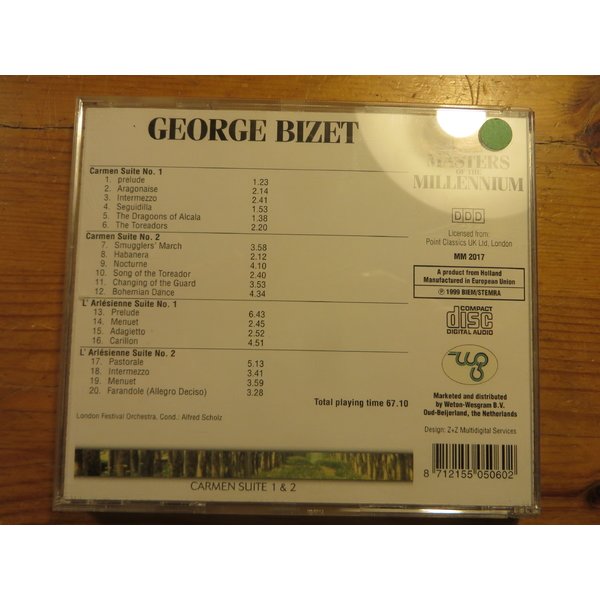 GEORGE BIZET
MASTERS
OF THE
MILLENNIUM
Carmen Suite No. 1
1. prelude 1.23
2. Aragonaise 2.14
3. Intermezzo 2.41
4. Seguidilla 1.53
5. The Dragoons of Alcala 1.38
6. The Toreadors 2.20
Carmen Suite No. 2
7. Smugglers' March 3.58
8. Habanera 2.12
9. Nocturne 4.10
10. Song of the Toreador 2.40
11. Changing of the Guard 3.53
12. Bohemian Dance 4.34
L' Arlésienne Suite No. 1
13. Prelude 6.43
14. Menuet 2.45
15. Adagietto 2.52
16. Carillon 4.51
L' Arlésienne Suite No. 2
17. Pastorale 5.13
18. Intermezzo 3.41
19. Menuet 3.59
20. Farandole (Allegro Deciso) 3.28
Total playing time 67.10
London Festival Orchestra, Cond.: Alfred Scholz
CARMEN SUITE 1 & 2
DDD
Licensed from:
Point Classics UK Ltd. London
MM 2017
A product from Holland
Manufactured in European Union
℗ 1999 BIEM/STEMRA
COMPACT
disc
DIGITAL AUDIO
wg
Marketed and distributed
by Weton-Wesgram B.V.
Oud-Beijerland, the Netherlands
Design: Z+Z Multidigital Services
8 712155 050602